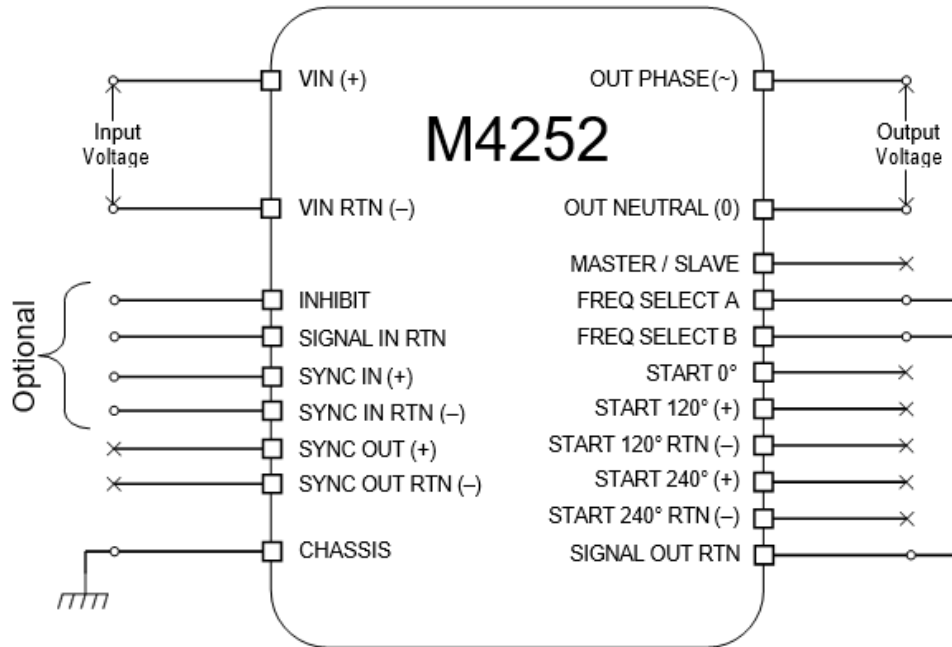 M4252
Input
Voltage
Optional
VIN (+)
VIN RTN (–)
INHIBIT
SIGNAL IN RTN
SYNC IN (+)
SYNC IN RTN (–)
SYNC OUT (+)
SYNC OUT RTN (–)
CHASSIS
OUT PHASE(~)
OUT NEUTRAL (0)
MASTER / SLAVE
FREQ SELECT A
FREQ SELECT B
START 0°
START 120° (+)
START 120° RTN (–)
START 240° (+)
START 240° RTN (–)
SIGNAL OUT RTN
Output
Voltage